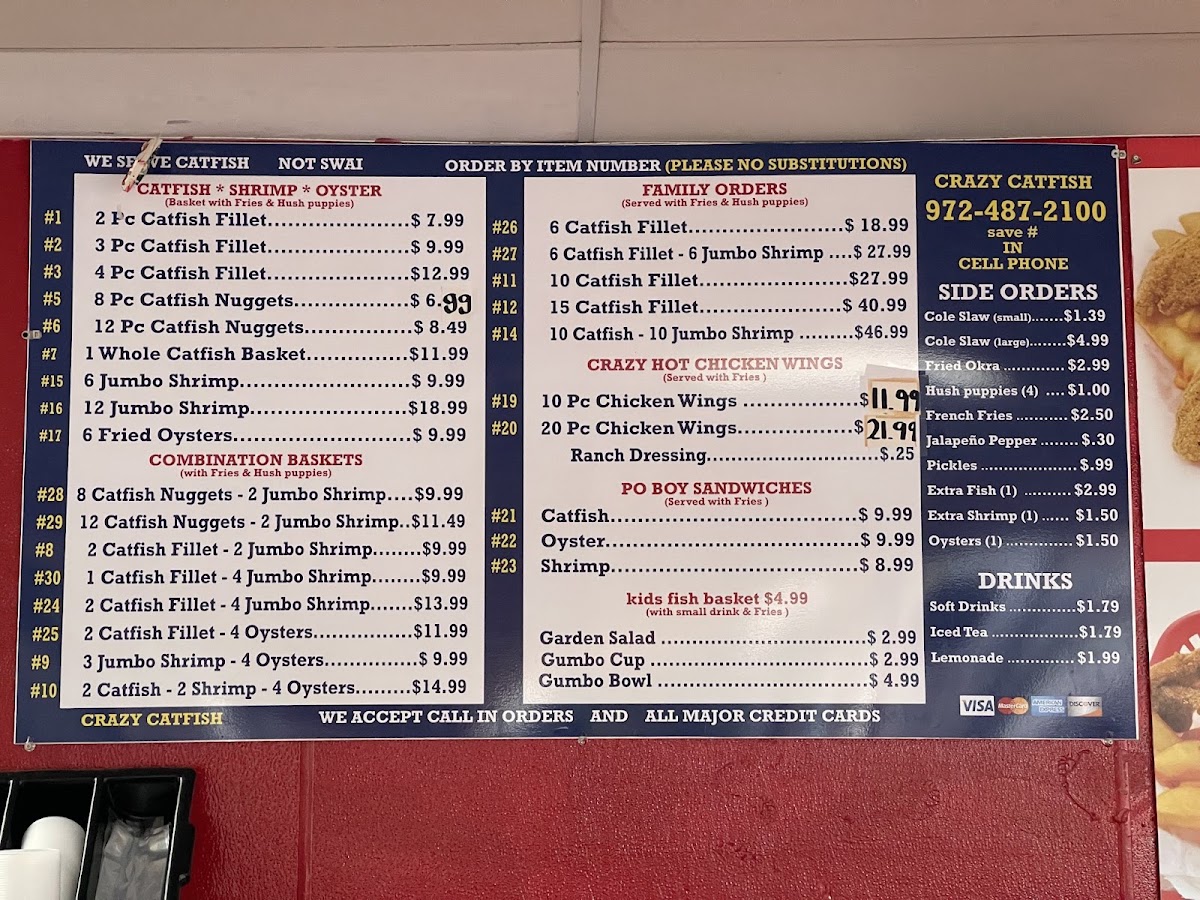 WE SERVE CATFISH NOT SWAI
ORDER BY ITEM NUMBER (PLEASE NO SUBSTITUTIONS)
CATFISH * SHRIMP * OYSTER
(Basket with Fries & Hush puppies)
#1 2 Pc Catfish Fillet......................$ 7.99
#2 3 Pc Catfish Fillet......................$ 9.99
#3 4 Pc Catfish Fillet......................$12.99
#5 8 Pc Catfish Nuggets..................$ 6.99
#6 12 Pc Catfish Nuggets................$ 8.49
#7 1 Whole Catfish Basket...............$11.99
#15 6 Jumbo Shrimp.........................$ 9.99
#16 12 Jumbo Shrimp.......................$18.99
#17 6 Fried Oysters..........................$ 9.99
COMBINATION BASKETS
(with Fries & Hush puppies)
#28 8 Catfish Nuggets - 2 Jumbo Shrimp....$9.99
#29 12 Catfish Nuggets - 2 Jumbo Shrimp..$11.49
#8 2 Catfish Fillet - 2 Jumbo Shrimp........$9.99
#30 1 Catfish Fillet - 4 Jumbo Shrimp........$9.99
#24 2 Catfish Fillet - 4 Jumbo Shrimp......$13.99
#25 2 Catfish Fillet - 4 Oysters................$11.99
#9 3 Jumbo Shrimp - 4 Oysters...............$ 9.99
#10 2 Catfish - 2 Shrimp - 4 Oysters.........$14.99
FAMILY ORDERS
(Served with Fries & Hush puppies)
#26 6 Catfish Fillet........................$ 18.99
#27 6 Catfish Fillet - 6 Jumbo Shrimp ....$ 27.99
#11 10 Catfish Fillet.......................$27.99
#12 15 Catfish Fillet.......................$ 40.99
#14 10 Catfish - 10 Jumbo Shrimp .........$46.99
CRAZY HOT CHICKEN WINGS
(Served with Fries )
#19 10 Pc Chicken Wings .................$11.99
#20 20 Pc Chicken Wings.................$21.99
Ranch Dressing..........................$.25
PO BOY SANDWICHES
(Served with Fries )
#21 Catfish......................................$ 9.99
#22 Oyster.......................................$ 9.99
#23 Shrimp......................................$ 8.99
kids fish basket $4.99
(with small drink & Fries )
Garden Salad ................................$ 2.99
Gumbo Cup ..................................$ 2.99
Gumbo Bowl .................................$ 4.99
CRAZY CATFISH
972-487-2100
save #
IN
CELL PHONE
SIDE ORDERS
Cole Slaw (small).......$1.39
Cole Slaw (large)........$4.99
Fried Okra .............$2.99
Hush puppies (4) ....$1.00
French Fries ...........$2.50
Jalapeño Pepper ........$.30
Pickles ....................$.99
Extra Fish (1) ..........$2.99
Extra Shrimp (1)...... $1.50
Oysters (1) ..............$1.50
DRINKS
Soft Drinks ..............$1.79
Iced Tea ..................$1.79
Lemonade ..............$1.99
VISA MasterCard AMERICAN EXPRESS DISCOVER
CRAZY CATFISH WE ACCEPT CALL IN ORDERS AND ALL MAJOR CREDIT CARDS